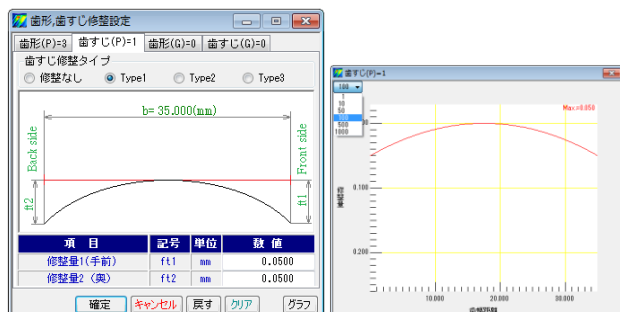 歯形,歯すじ修整設定
歯形(P)=3 歯すじ(P)=1 歯形(G)=0 歯すじ(G)=0
歯すじ修整タイプ
修整なし Type1 Type2 Type3
b= 35.000(mm)
Back side
Front side
ft2
ft1
項 目 記号 単位 数 値
修整量1(手前) ft1 mm 0.0500
修整量2 (奥) ft2 mm 0.0500
確定 キャンセル 戻す クリア グラフ
歯すじ(P)=1
100
1
10
50
100
500
1000
Max=0.050
修整量
0.100
0.200
10.000 20.000 30.000